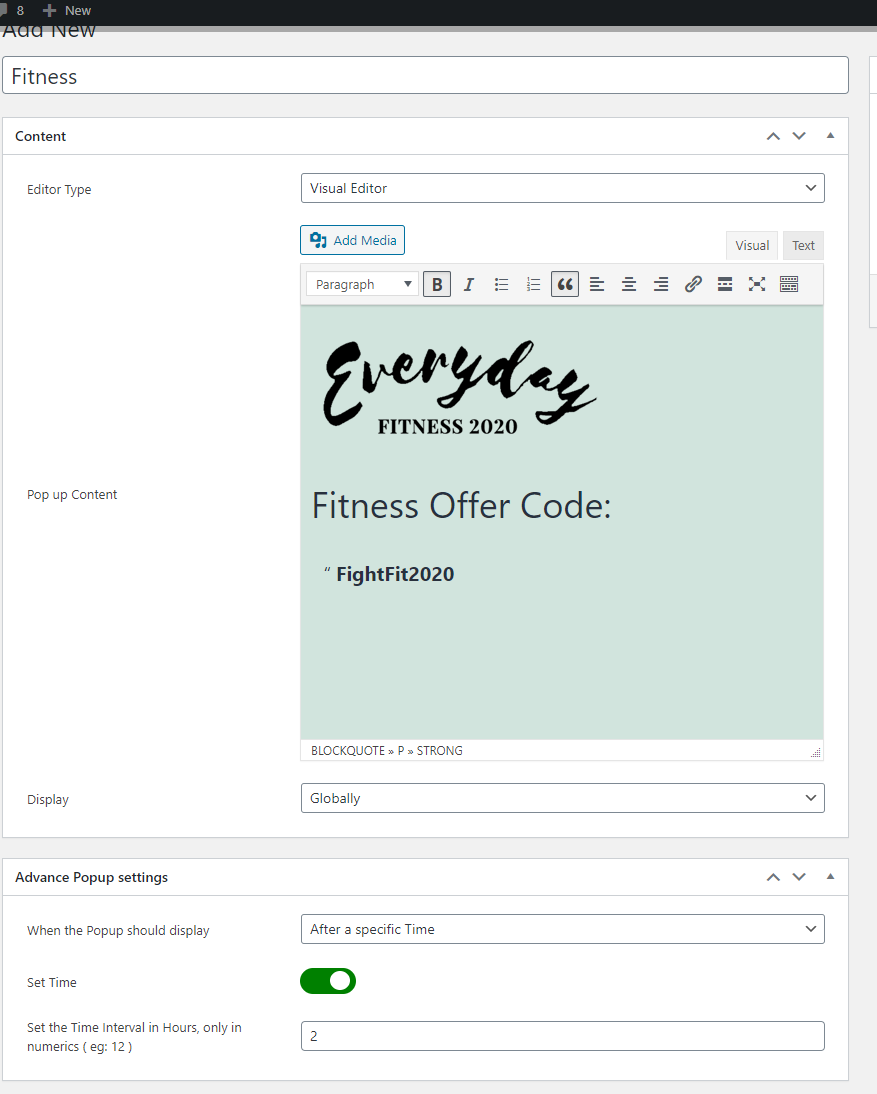 8 New
Add New
Fitness
Content
Editor Type
Visual Editor
Add Media
Visual Text
Paragraph B I
Everyday
FITNESS 2020
Pop up Content
Fitness Offer Code:
“ FightFit2020
BLOCKQUOTE » P » STRONG
Display
Globally
Advance Popup settings
When the Popup should display
After a specific Time
Set Time
Set the Time Interval in Hours, only in
numerics ( eg: 12 )
2